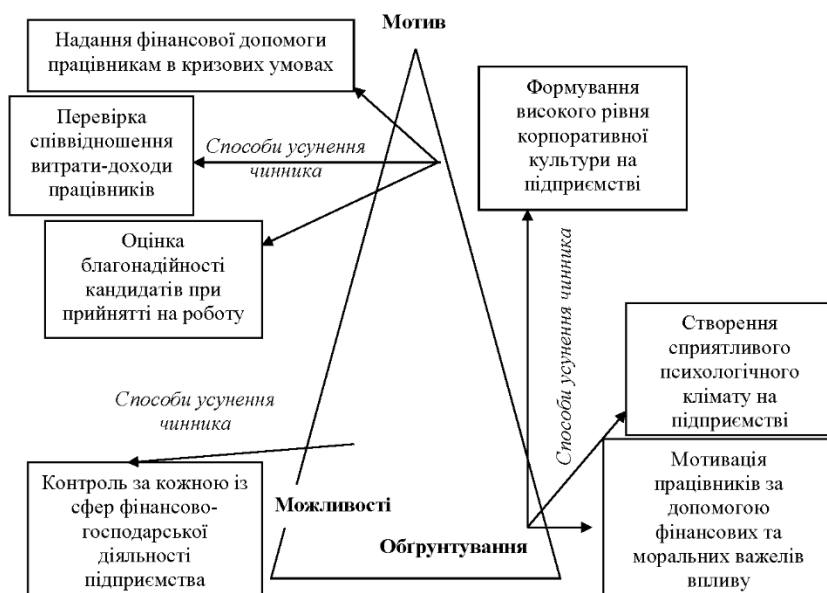 Мотив
Надання фінансової допомоги
працівникам в кризових умовах
Перевірка
співвідношення
витрати-доходи
працівників
Способи усунення
чинника
Оцінка
благонадійності
кандидатів при
прийнятті на роботу
Формування
високого рівня
корпоративної
культури на
підприємстві
Способи усунення чинника
Створення
сприятливого
психологічного
клімату на
підприємстві
Способи усунення
чинника
Контроль за кожною із
сфер фінансово-
господарської
діяльності
підприємства
Можливості
Обґрунтування
Мотивація
працівників за
допомогою
фінансових та
моральних важелів
впливу